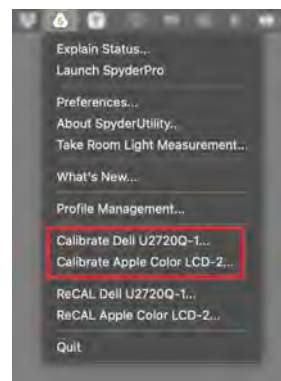 Explain Status...
Launch SpyderPro
Preferences...
About SpyderUtility..
Take Room Light Measurement...
What's New...
Profile Management...
Calibrate Dell U2720Q-1...
Calibrate Apple Color LCD-2...
ReCAL Dell U2720Q-1...
ReCAL Apple Color LCD-2...
Quit